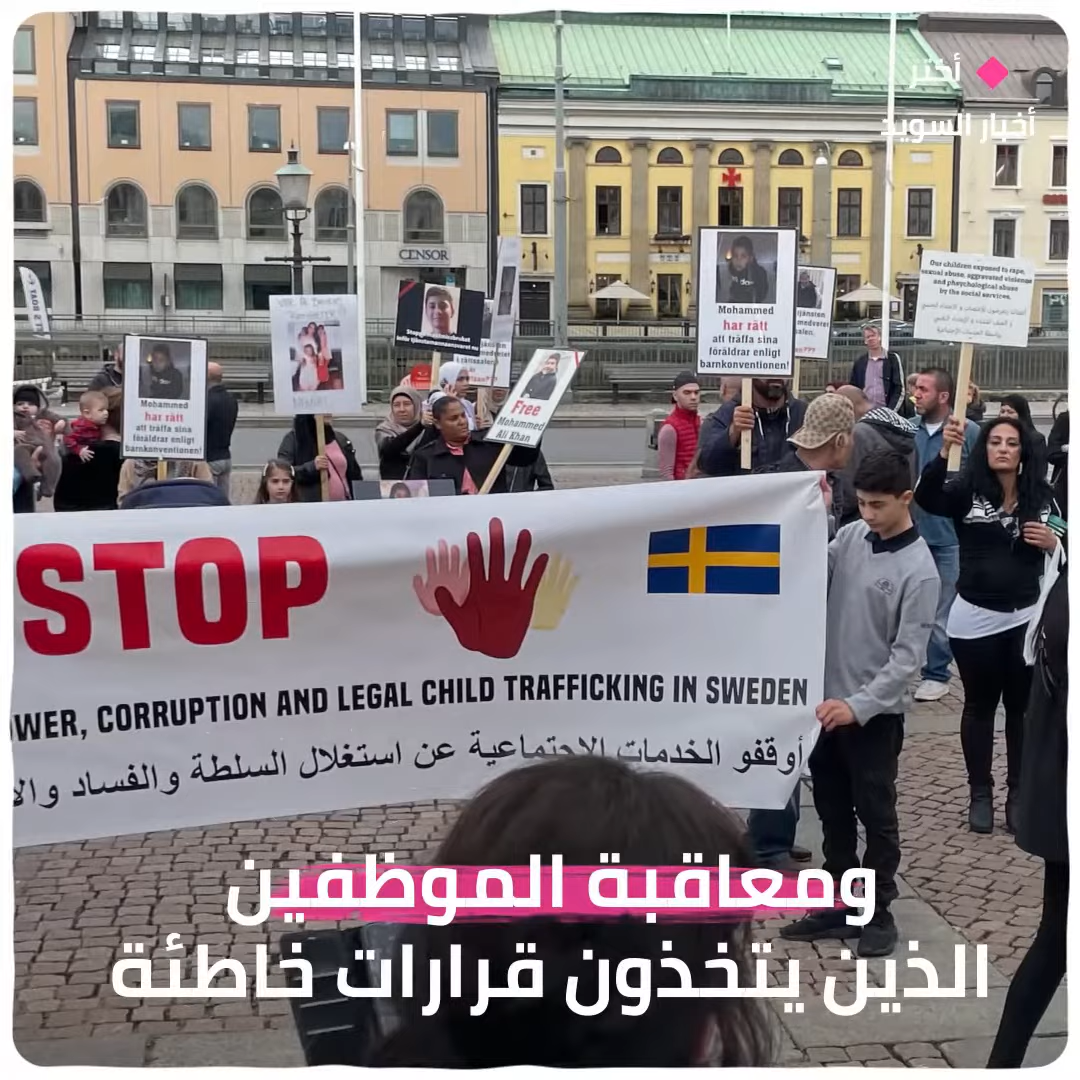 أختر
أخبار السويد
CENSOR
Mohammed
har rätt
att träffa sina
föräldrar enligt
barnkonventionen!
Our children exposed to rape,
sexual abuse, aggravated violence
and phsychological abuse
by the social services.
Mohammed
har rätt
att träffa sina
föräldrar enligt
barnkonventionen!
Free
Mohammed
Ali Khan
STOP
OWER, CORRUPTION AND LEGAL CHILD TRAFFICKING IN SWEDEN
أوقفو الخدمات الاجتماعية عن استغلال السلطة والفساد
ومعاقبة الموظفين
الذين يتخذون قرارات خاطئة